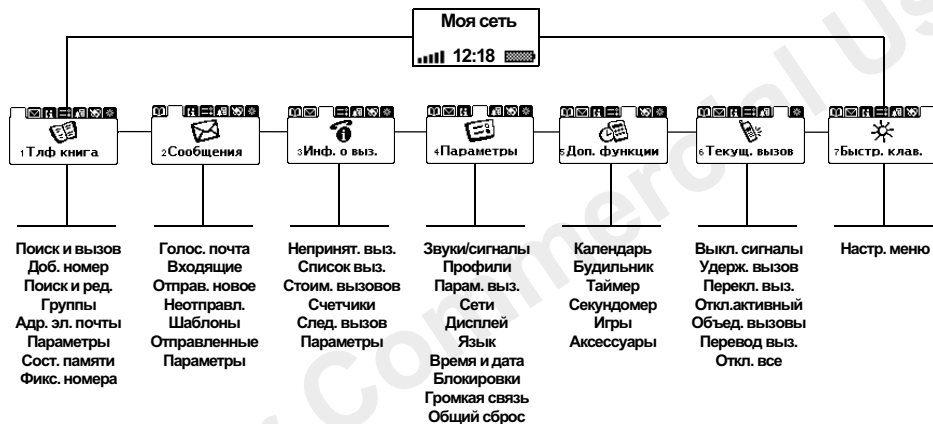 Моя сеть
12:18
1 Тлф книга
2 Сообщения
3 Инф. о выз.
4 Параметры
5 Доп. функции
6 Текущ. вызов
7 Быстр. клав.
Поиск и вызов
Доб. номер
Поиск и ред.
Группы
Адр. эл. почты
Параметры
Сост. памяти
Фикс. номера
Голос. почта
Входящие
Отправ. новое
Неотправл.
Шаблоны
Отправленные
Параметры
Непринят. выз.
Список выз.
Стоим. вызовов
Счетчики
След. вызов
Параметры
Звуки/сигналы
Профили
Парам. выз.
Сети
Дисплей
Язык
Время и дата
Блокировки
Громкая связь
Общий сброс
Календарь
Будильник
Таймер
Секундомер
Игры
Аксессуары
Выкл. сигналы
Удерж. вызов
Перекл. выз.
Откл.активный
Объед. вызовы
Перевод выз.
Откл. все
Настр. меню
r Commercial Us